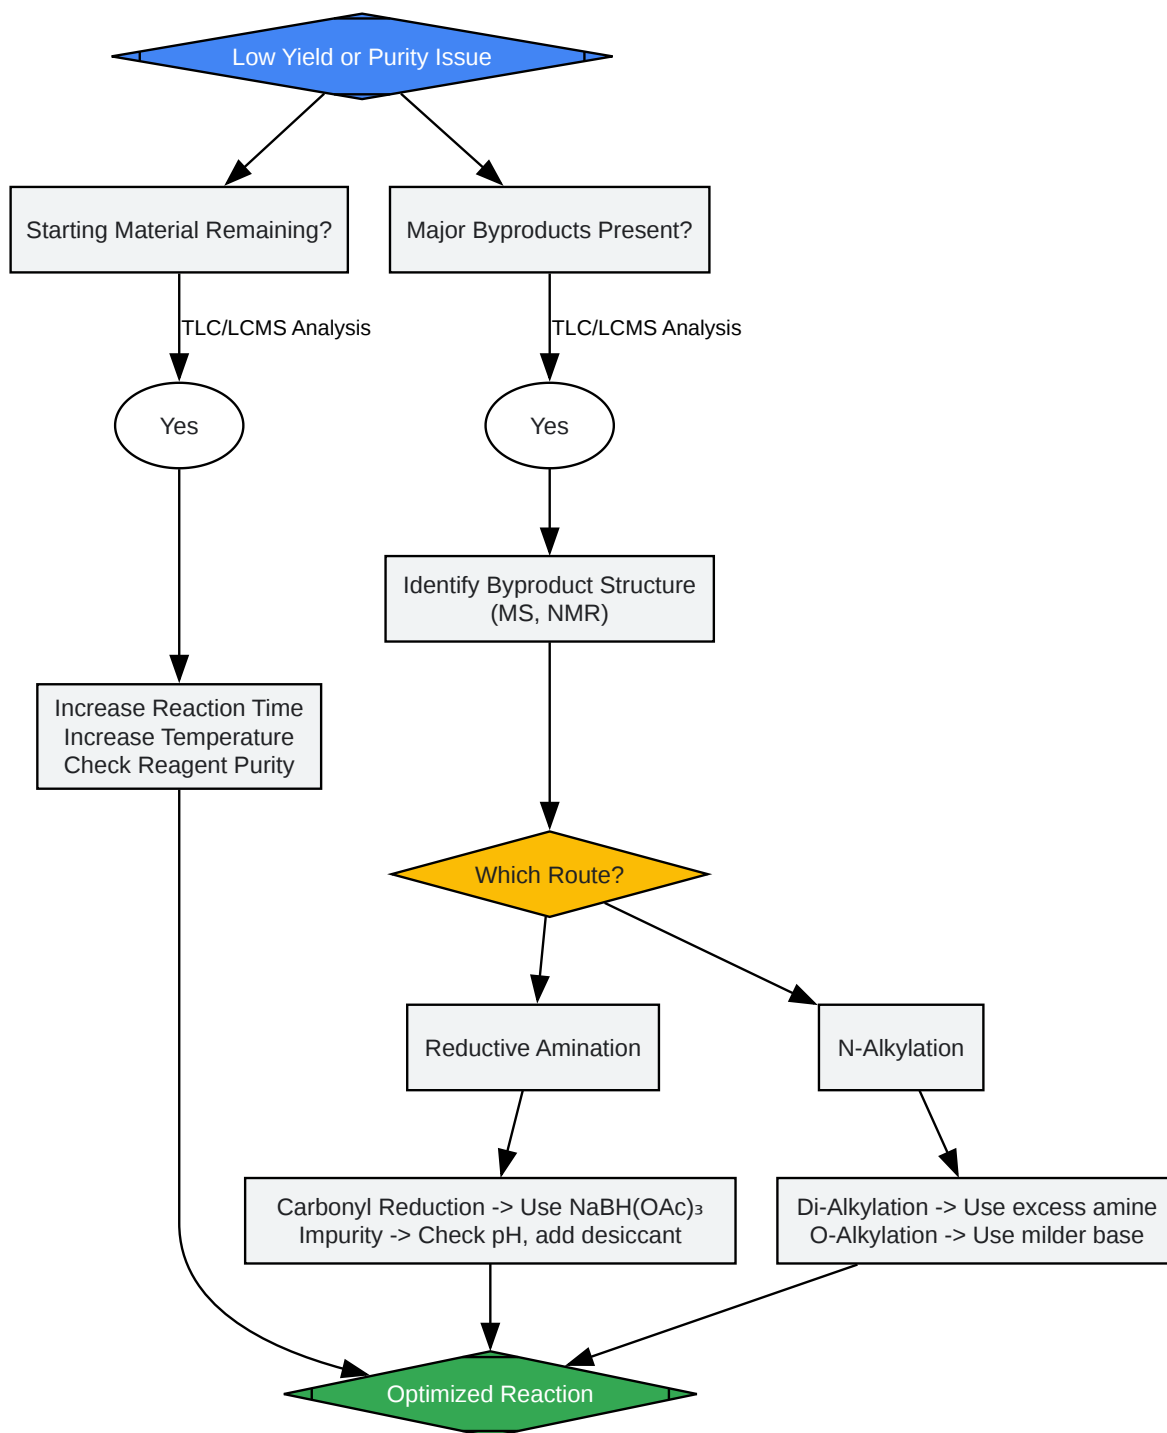 Low Yield or Purity Issue
Starting Material Remaining?
Major Byproducts Present?
TLC/LCMS Analysis
TLC/LCMS Analysis
Yes
Yes
Identify Byproduct Structure
(MS, NMR)
Increase Reaction Time
Increase Temperature
Check Reagent Purity
Which Route?
Reductive Amination
N-Alkylation
Carbonyl Reduction -> Use NaBH(OAc)₃
Impurity -> Check pH, add desiccant
Di-Alkylation -> Use excess amine
O-Alkylation -> Use milder base
Optimized Reaction